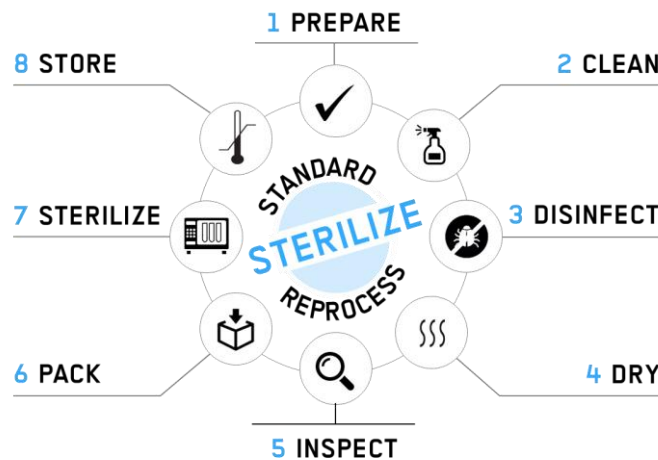 1 PREPARE
8 STORE
2 CLEAN
STANDARD
7 STERILIZE
STERILIZE
3 DISINFECT
REPROCESS
6 PACK
4 DRY
5 INSPECT